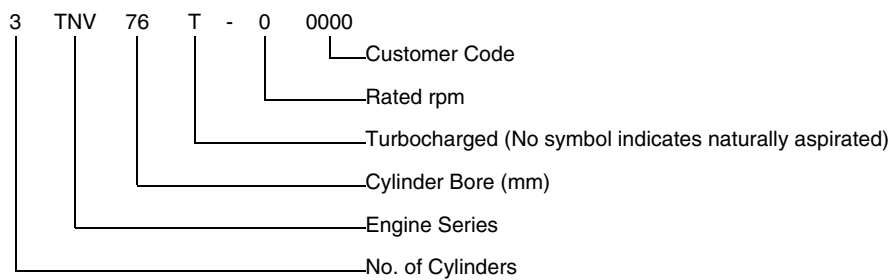 3 TNV 76 T - 0 0000
Customer Code
Rated rpm
Turbocharged (No symbol indicates naturally aspirated)
Cylinder Bore (mm)
Engine Series
No. of Cylinders